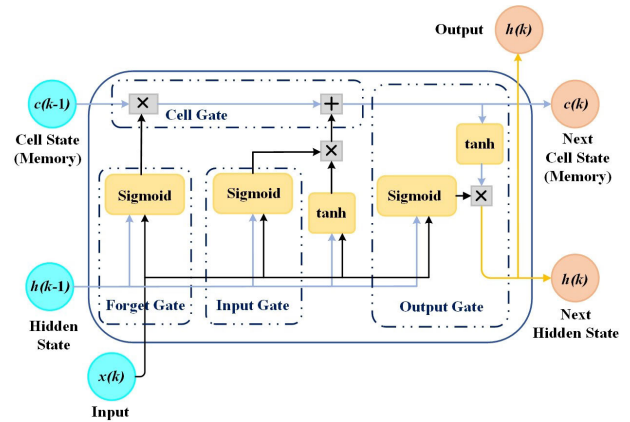 Output
h(k)
c(k-1)
×
+
c(k)
Cell Gate
Cell State
(Memory)
Next
Cell State
(Memory)
×
tanh
Sigmoid
Sigmoid
tanh
Sigmoid
×
h(k-1)
h(k)
Forget Gate
Input Gate
Output Gate
Hidden
State
Next
Hidden State
x(k)
Input